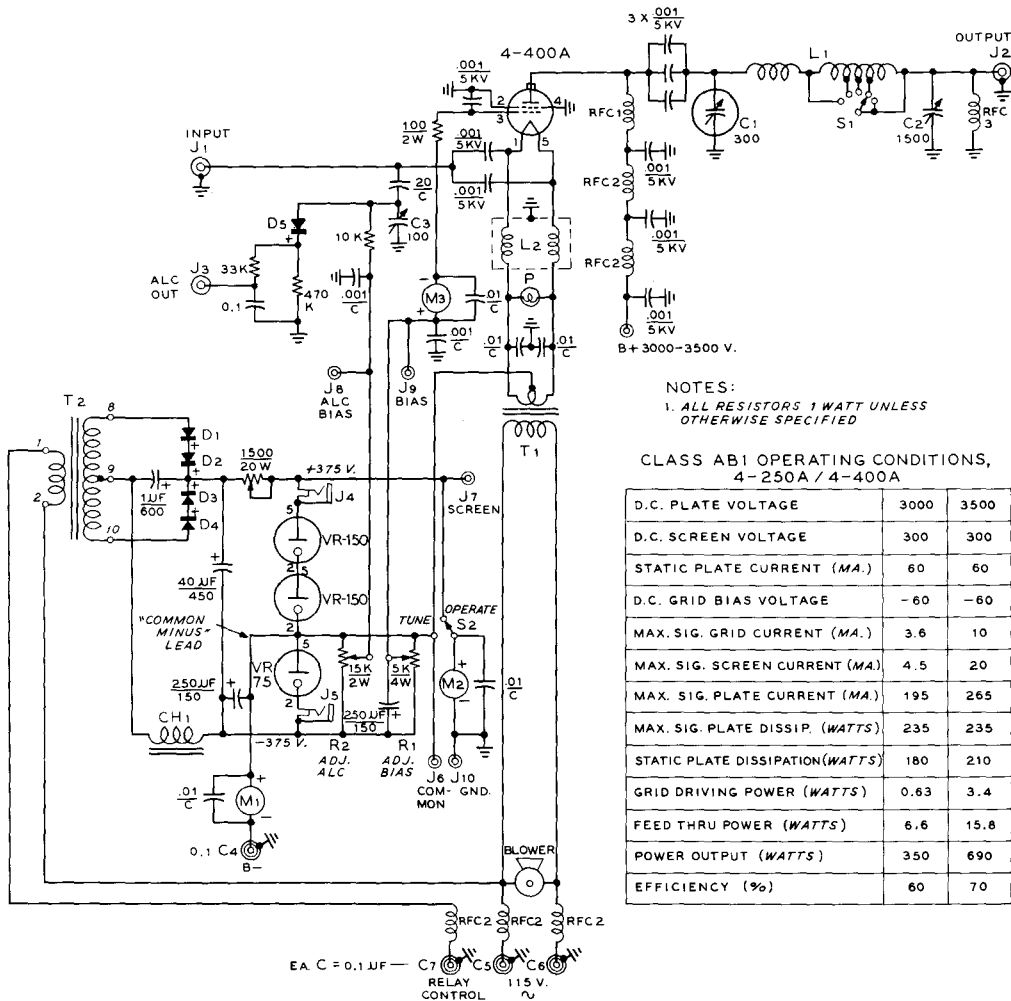 3 X .001
5KV
L1
OUTPUT
J2
4-400A
.001
5KV
2
3
4
1
5
100
2W
RFC1
C1
300
S1
C2
1500
RFC
3
INPUT
J1
.001
5KV
.001
5KV
20
C
C3
100
RFC2
.001
5KV
.001
5KV
RFC2
.001
5KV
B+3000-3500 V.
D5
+
10 K
L2
P
J3
ALC
OUT
33K
0.1
470
K
.001
C
-
M3
+
.01
C
.001
C
.01
C
.01
C
J8
ALC
BIAS
J9
BIAS
T1
NOTES:
1. ALL RESISTORS 1 WATT UNLESS
OTHERWISE SPECIFIED
T2
8
1
9
2
10
D1
+
D2
+
D3
+
D4
+
+
1UF
600
1500
20 W
+375 V.
J4
J7
SCREEN
5
VR-150
2
5
VR-150
2
+
40 UF
450
"COMMON
MINUS"
LEAD
TUNE
OPERATE
S2
5
VR
75
2
J5
15K
2W
5K
4W
+
M2
-
.01
C
250UF
150
+
250UF
150
+
CH1
-375 V.
R2
ADJ.
ALC
R1
ADJ.
BIAS
J6
COM-
MON
J10
GND.
.01
C
+
M1
-
0.1 C4
B-
BLOWER
RFC2
RFC2
RFC2
EA. C = 0.1 UF
C7
C5
C6
RELAY
CONTROL
115 V.
~
CLASS AB1 OPERATING CONDITIONS,
4-250A / 4-400A
D.C. PLATE VOLTAGE 3000 3500
D.C. SCREEN VOLTAGE 300 300
STATIC PLATE CURRENT (MA.) 60 60
D.C. GRID BIAS VOLTAGE -60 -60
MAX. SIG. GRID CURRENT (MA.) 3.6 10
MAX. SIG. SCREEN CURRENT (MA.) 4.5 20
MAX. SIG. PLATE CURRENT (MA.) 195 265
MAX. SIG. PLATE DISSIP. (WATTS) 235 235
STATIC PLATE DISSIPATION (WATTS) 180 210
GRID DRIVING POWER (WATTS) 0.63 3.4
FEED THRU POWER (WATTS) 6.6 15.8
POWER OUTPUT (WATTS) 350 690
EFFICIENCY (%) 60 70